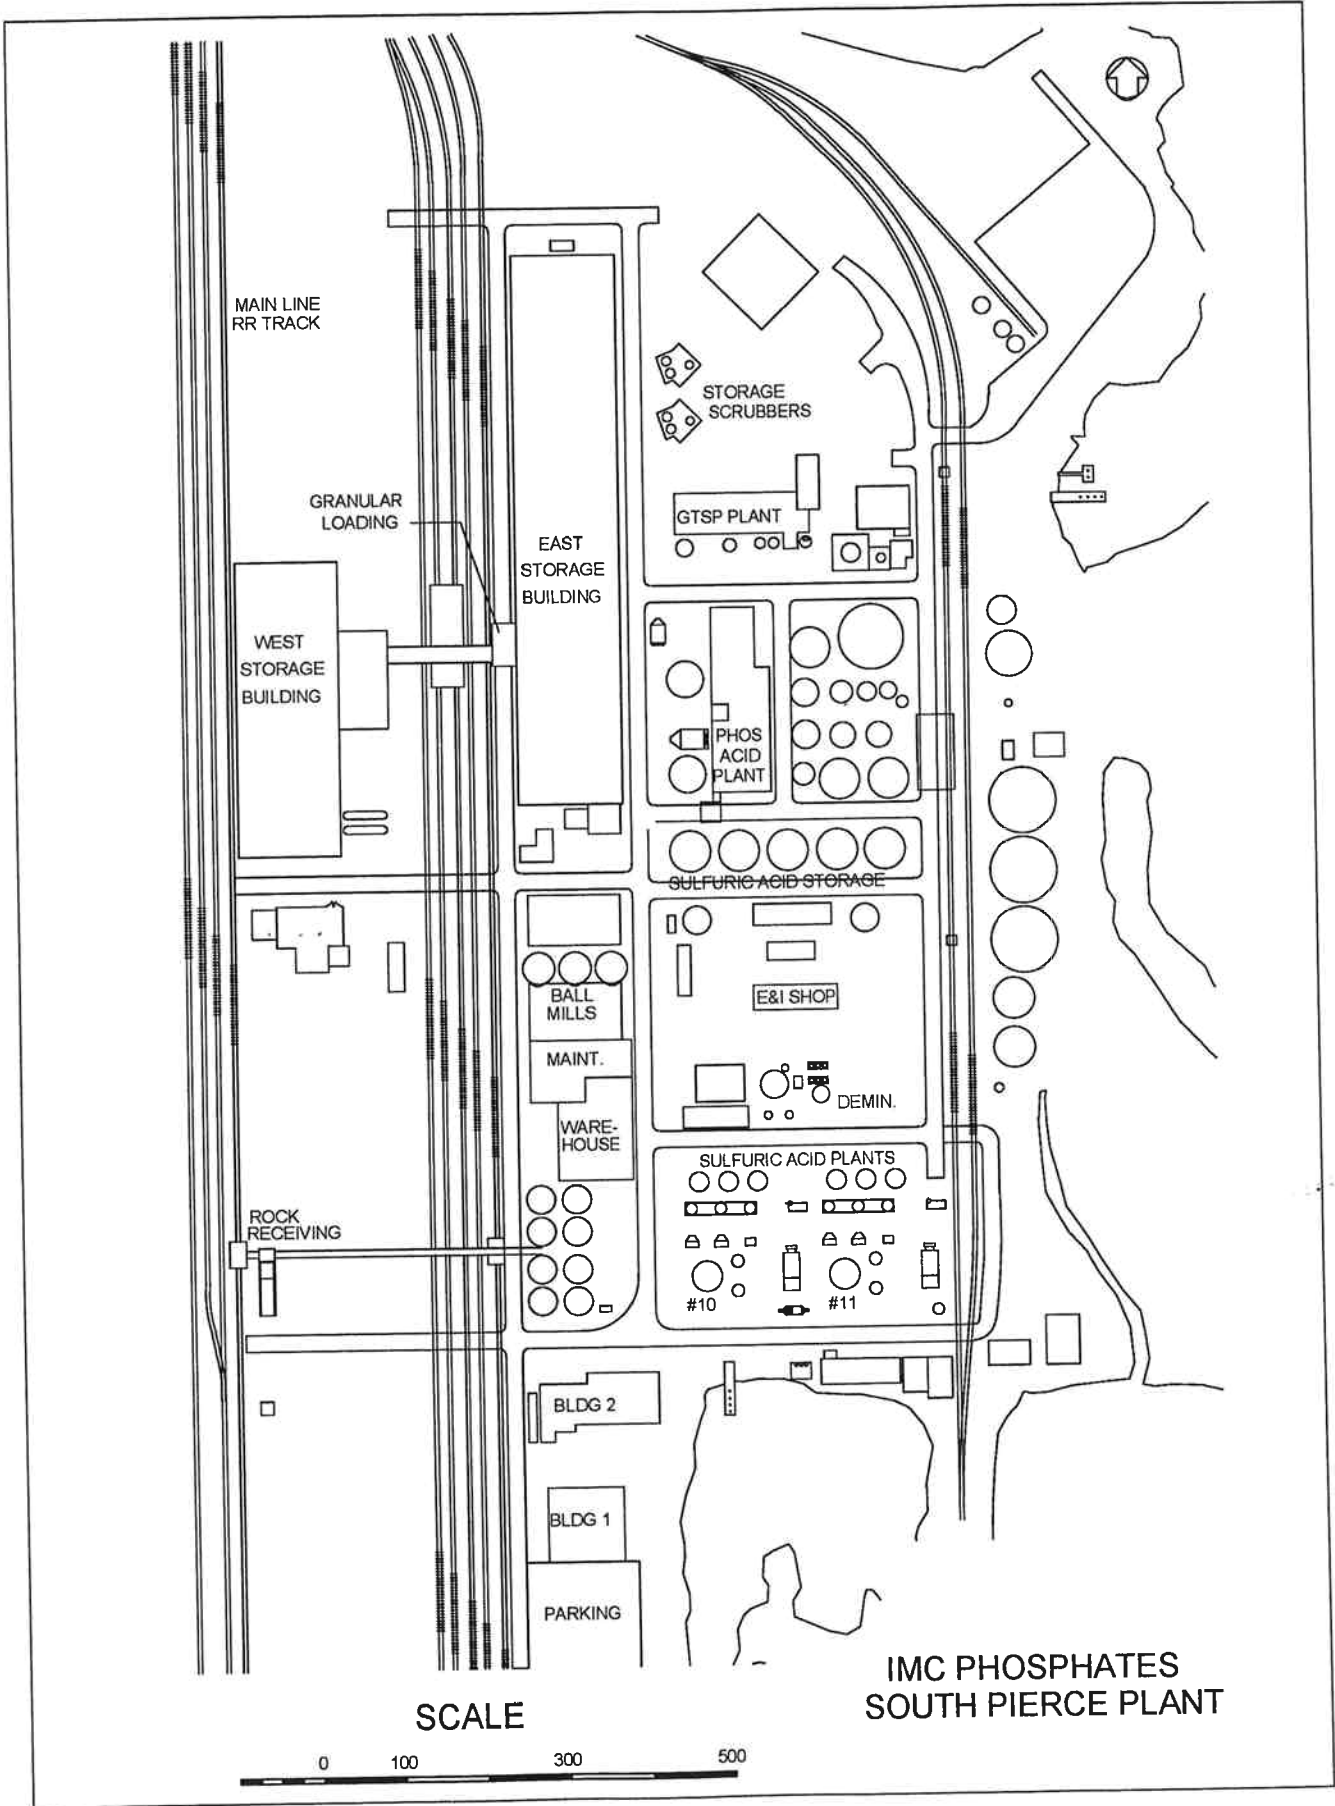 MAIN LINE
RR TRACK
STORAGE
SCRUBBERS
GRANULAR
LOADING
GTSP PLANT
EAST
STORAGE
BUILDING
WEST
STORAGE
BUILDING
PHOS
ACID
PLANT
SULFURIC ACID STORAGE
BALL
MILLS
E&I SHOP
MAINT.
DEMIN.
WARE-
HOUSE
SULFURIC ACID PLANTS
ROCK
RECEIVING
#10
#11
BLDG 2
BLDG 1
PARKING
IMC PHOSPHATES
SOUTH PIERCE PLANT
SCALE
0 100 300 500